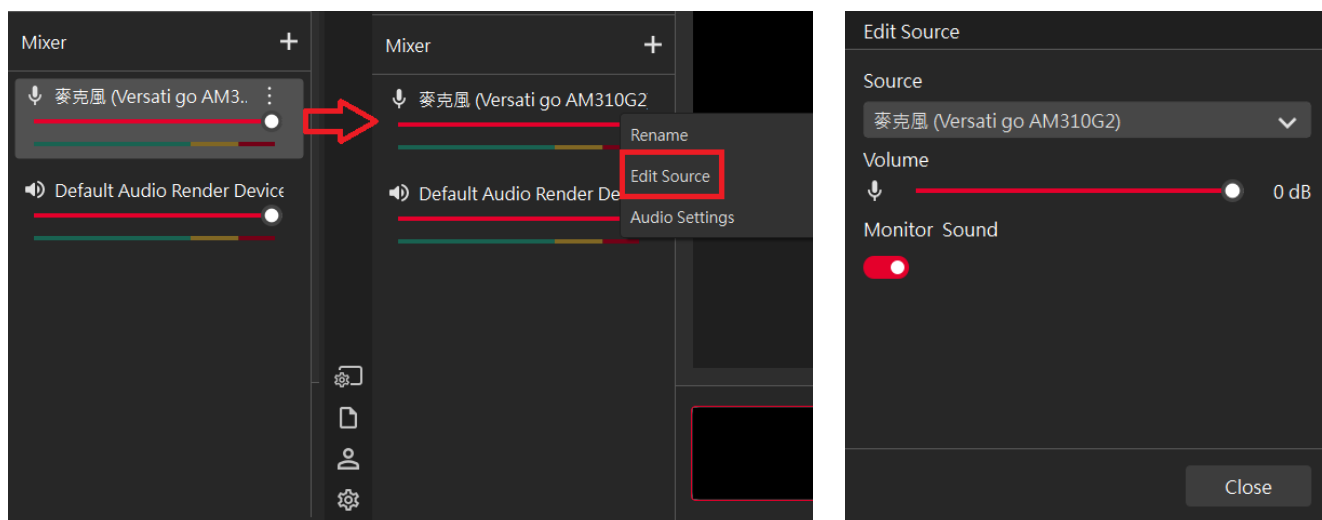 Mixer
麥克風 (Versati go AM3..
Default Audio Render Device
Mixer
麥克風 (Versati go AM310G2)
Default Audio Render De
Rename
Edit Source
Audio Settings
Edit Source
Source
麥克風 (Versati go AM310G2)
Volume
0 dB
Monitor Sound
Close